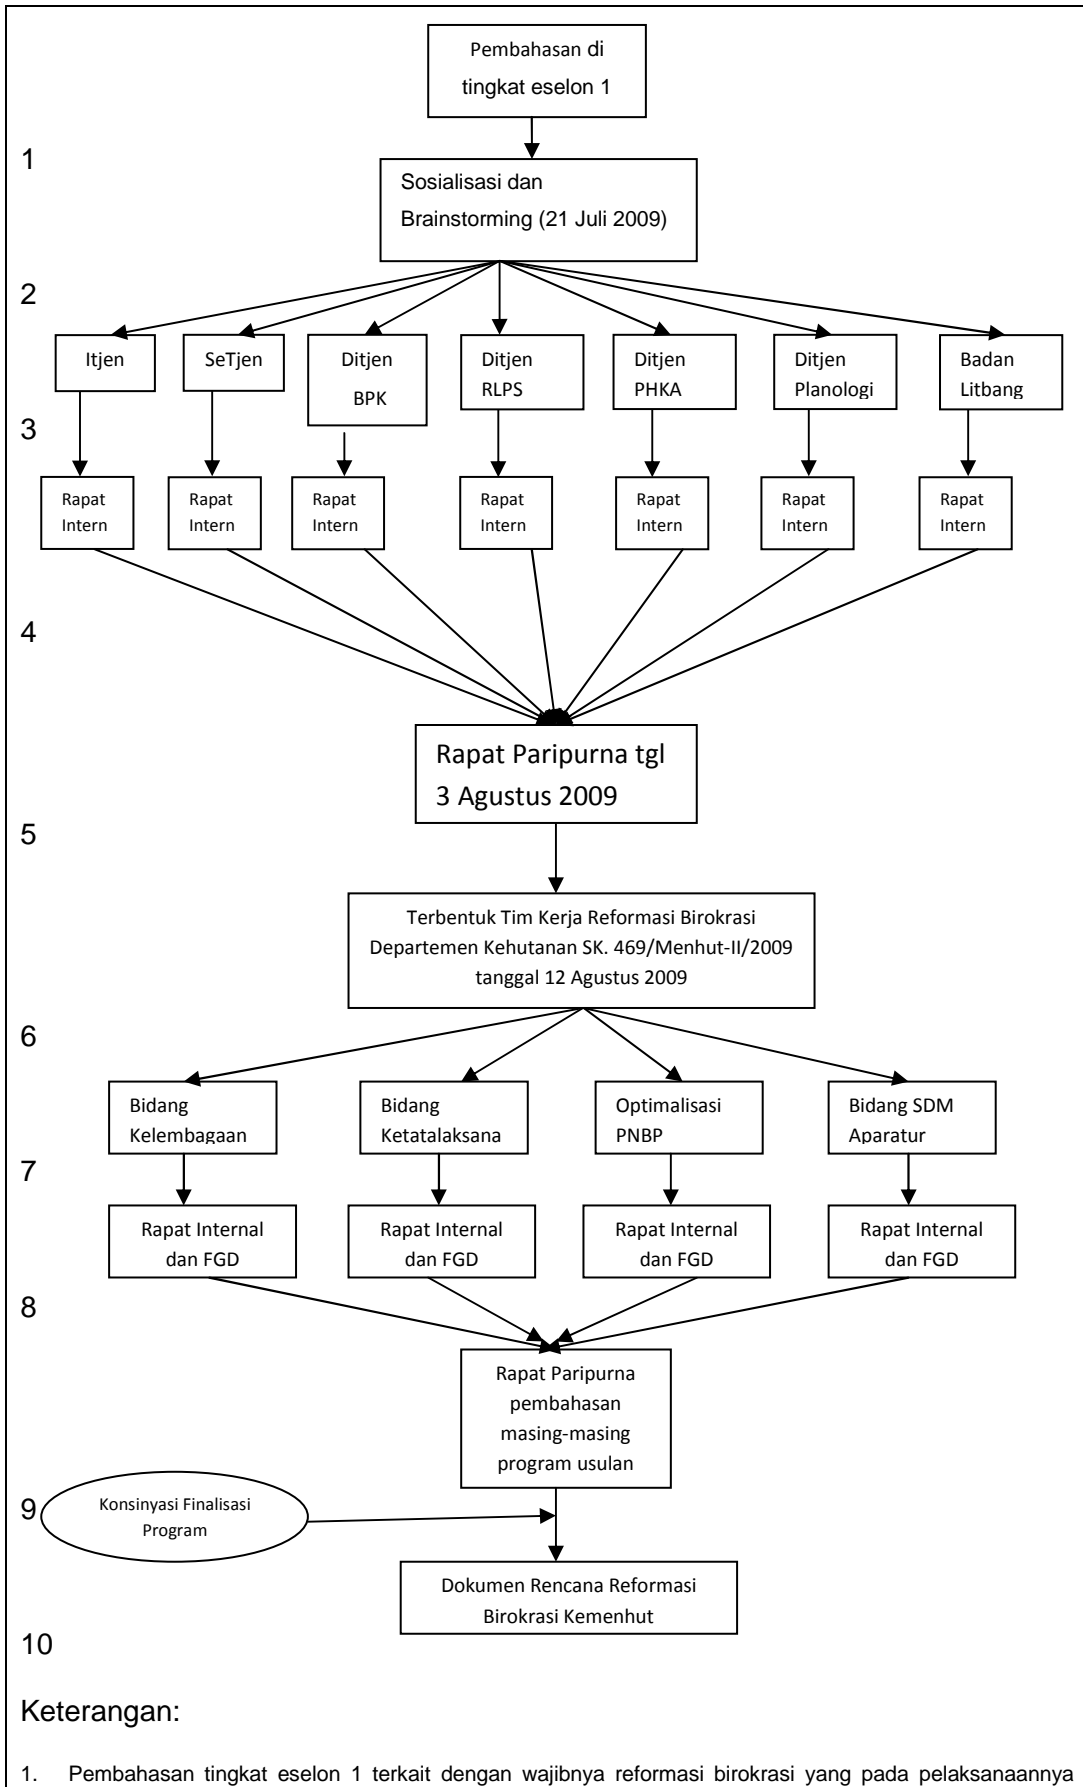 Pembahasan di
tingkat eselon 1
1
Sosialisasi dan
Brainstorming (21 Juli 2009)
2
Itjen
SeTjen
Ditjen
BPK
Ditjen
RLPS
Ditjen
PHKA
Ditjen
Planologi
Badan
Litbang
3
Rapat
Intern
Rapat
Intern
Rapat
Intern
Rapat
Intern
Rapat
Intern
Rapat
Intern
Rapat
Intern
4
Rapat Paripurna tgl
3 Agustus 2009
5
Terbentuk Tim Kerja Reformasi Birokrasi
Departemen Kehutanan SK. 469/Menhut-II/2009
tanggal 12 Agustus 2009
6
Bidang
Kelembagaan
Bidang
Ketatalaksana
Optimalisasi
PNBP
Bidang SDM
Aparatur
7
Rapat Internal
dan FGD
Rapat Internal
dan FGD
Rapat Internal
dan FGD
Rapat Internal
dan FGD
8
Rapat Paripurna
pembahasan
masing-masing
program usulan
9
Konsinyasi Finalisasi
Program
Dokumen Rencana Reformasi
Birokrasi Kemenhut
10
Keterangan:
1. Pembahasan tingkat eselon 1 terkait dengan wajibnya reformasi birokrasi yang pada pelaksanaannya